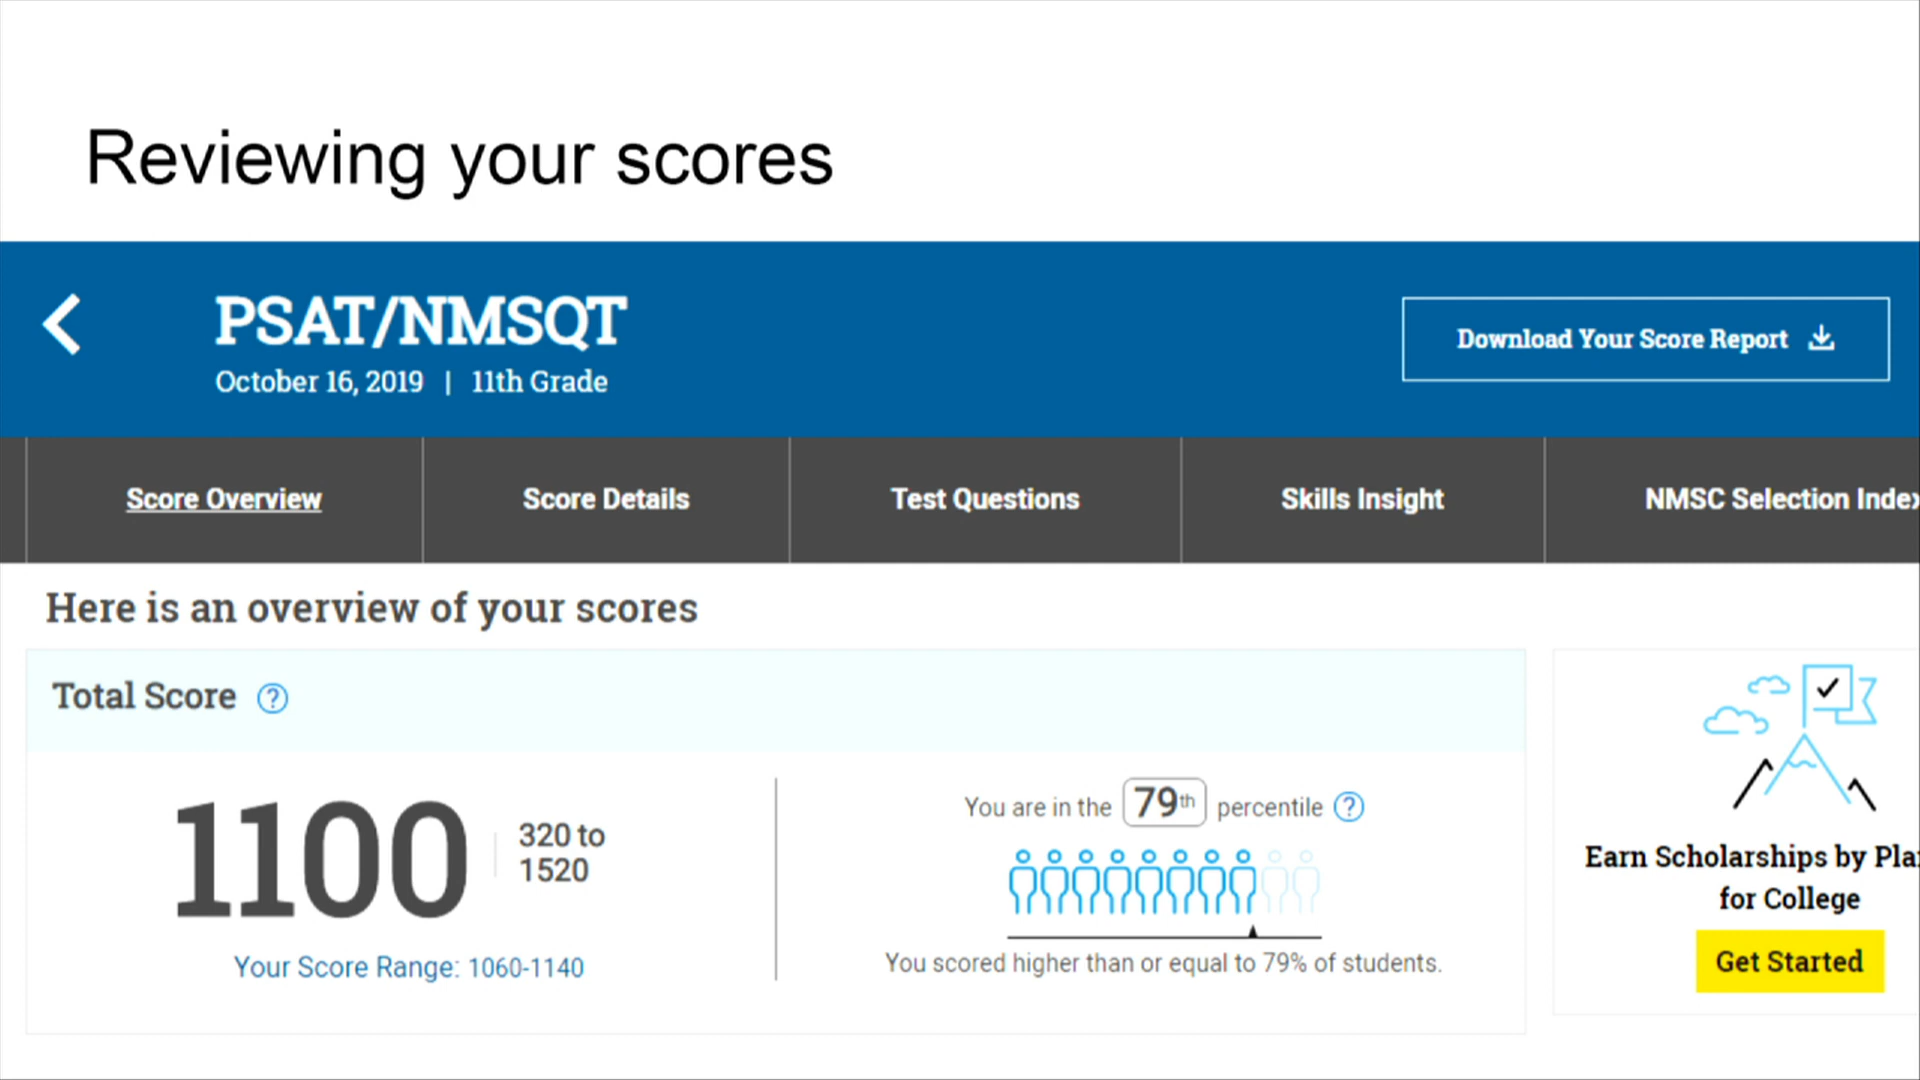 Reviewing your scores
PSAT/NMSQT
October 16, 2019 | 11th Grade
Download Your Score Report
Score Overview
Score Details
Test Questions
Skills Insight
NMSC Selection Index
Here is an overview of your scores
Total Score ?
1100
320 to
1520
Your Score Range: 1060-1140
You are in the 79th percentile ?
You scored higher than or equal to 79% of students.
Earn Scholarships by
for College
Get Started